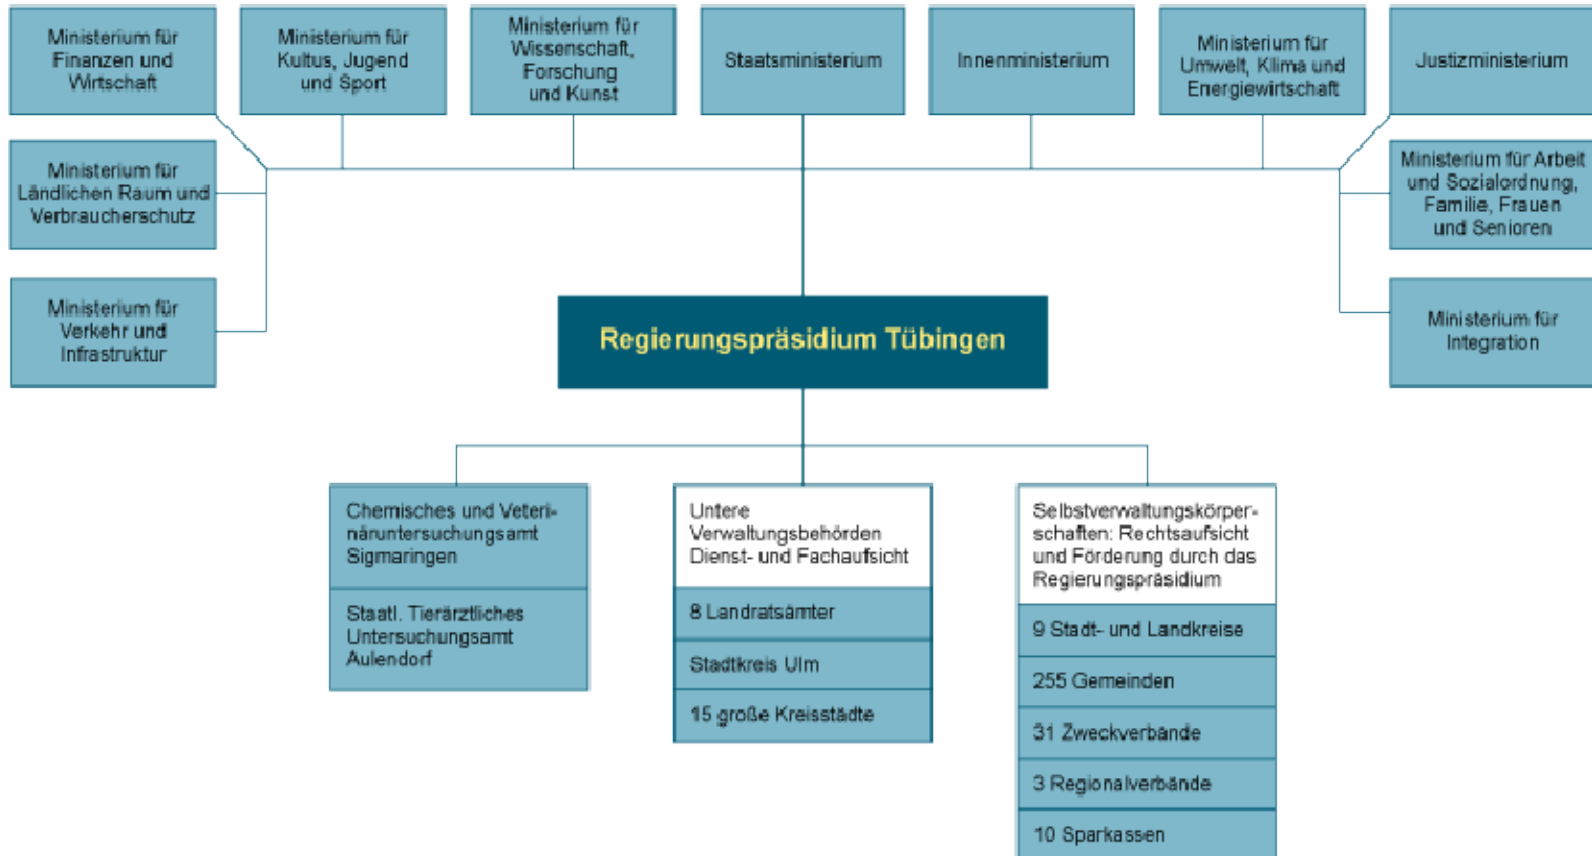 Ministerium für
Finanzen und
Wirtschaft
Ministerium für
Kultus, Jugend
und Sport
Ministerium für
Wissenschaft,
Forschung
und Kunst
Staatsministerium
Innenministerium
Ministerium für
Umwelt, Klima und
Energiewirtschaft
Justizministerium
Ministerium für
Ländlichen Raum und
Verbraucherschutz
Ministerium für Arbeit
und Sozialordnung,
Familie, Frauen
und Senioren
Ministerium für
Verkehr und
Infrastruktur
Regierungspräsidium Tübingen
Ministerium für
Integration
Chemisches und Veteri-
näruntersuchungsamt
Sigmaringen
Staatl. Tierärztliches
Untersuchungsamt
Aulendorf
Untere
Verwaltungsbehörden
Dienst- und Fachaufsicht
8 Landratsämter
Stadtkreis Ulm
15 große Kreisstädte
Selbstverwaltungskörper-
schaften: Rechtsaufsicht
und Förderung durch das
Regierungspräsidium
9 Stadt- und Landkreise
255 Gemeinden
31 Zweckverbände
3 Regionalverbände
10 Sparkassen